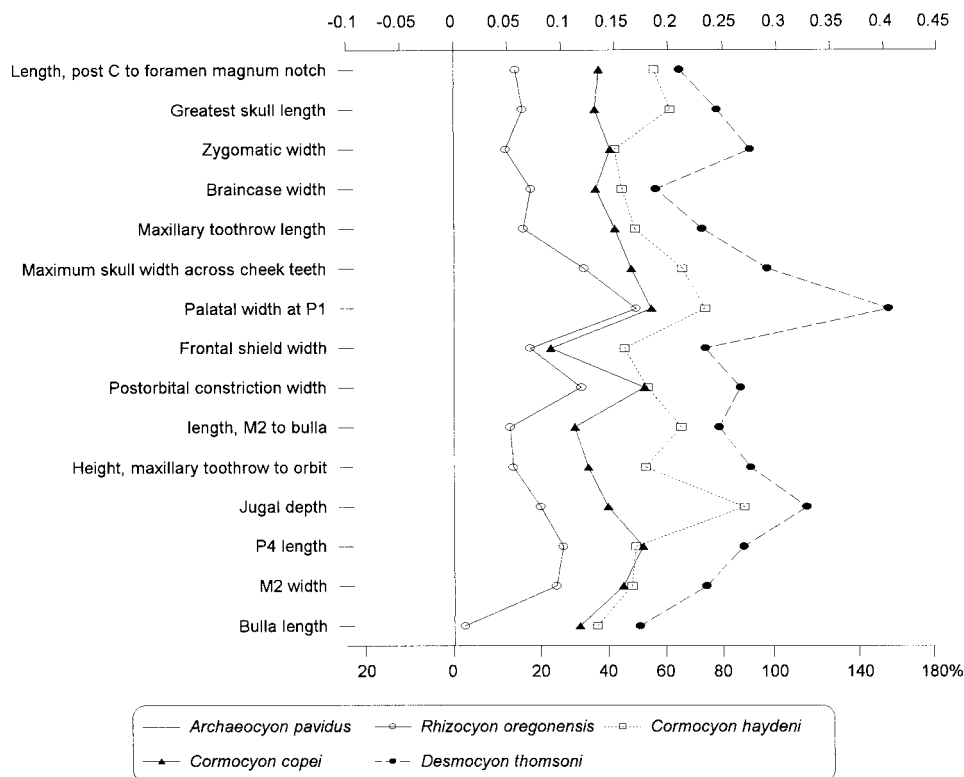 -0.1 -0.05 0 0.05 0.1 0.15 0.2 0.25 0.3 0.35 0.4 0.45
Length, post C to foramen magnum notch
Greatest skull length
Zygomatic width
Braincase width
Maxillary toothrow length
Maximum skull width across cheek teeth
Palatal width at P1
Frontal shield width
Postorbital constriction width
length, M2 to bulla
Height, maxillary toothrow to orbit
Jugal depth
P4 length
M2 width
Bulla length
20 0 20 40 60 80 100 140 180%
Archaeocyon pavidus Rhizocyon oregonensis Cormocyon haydeni
Cormocyon copei Desmocyon thomsoni